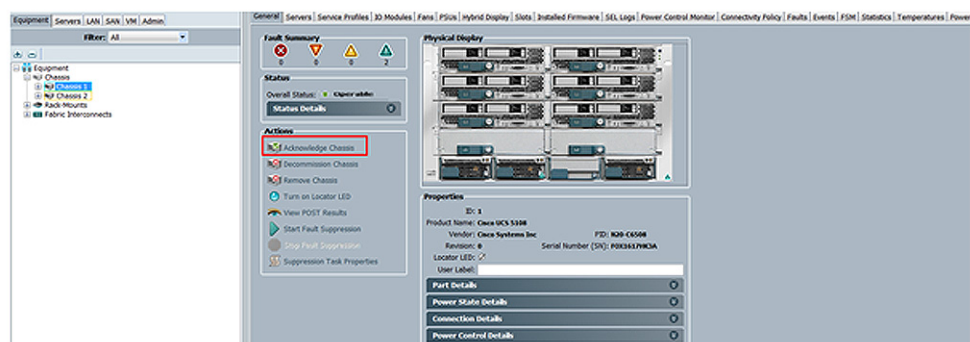 Equipment Servers LAN SAN VM Admin
Filter: All
Equipment
Chassis
Chassis 1
Chassis 2
Rack-Mounts
Fabric Interconnects
General Servers Service Profiles IO Modules Fans PSUs Hybrid Display Slots Installed Firmware SEL Logs Power Control Monitor Connectivity Policy Faults Events FSM Statistics Temperatures Power
Fault Summary
0 0 0 2
Status
Overall Status: Operable
Status Details
Actions
Acknowledge Chassis
Decommission Chassis
Remove Chassis
Turn on Locator LED
View POST Results
Start Fault Suppression
Stop Fault Suppression
Suppression Task Properties
Physical Display
Properties
ID: 1
Product Name: Cisco UCS 5108
Vendor: Cisco Systems Inc PID: N20-C6508
Revision: 0 Serial Number (SN):
Locator LED:
User Label:
Part Details
Power State Details
Connection Details
Power Control Details